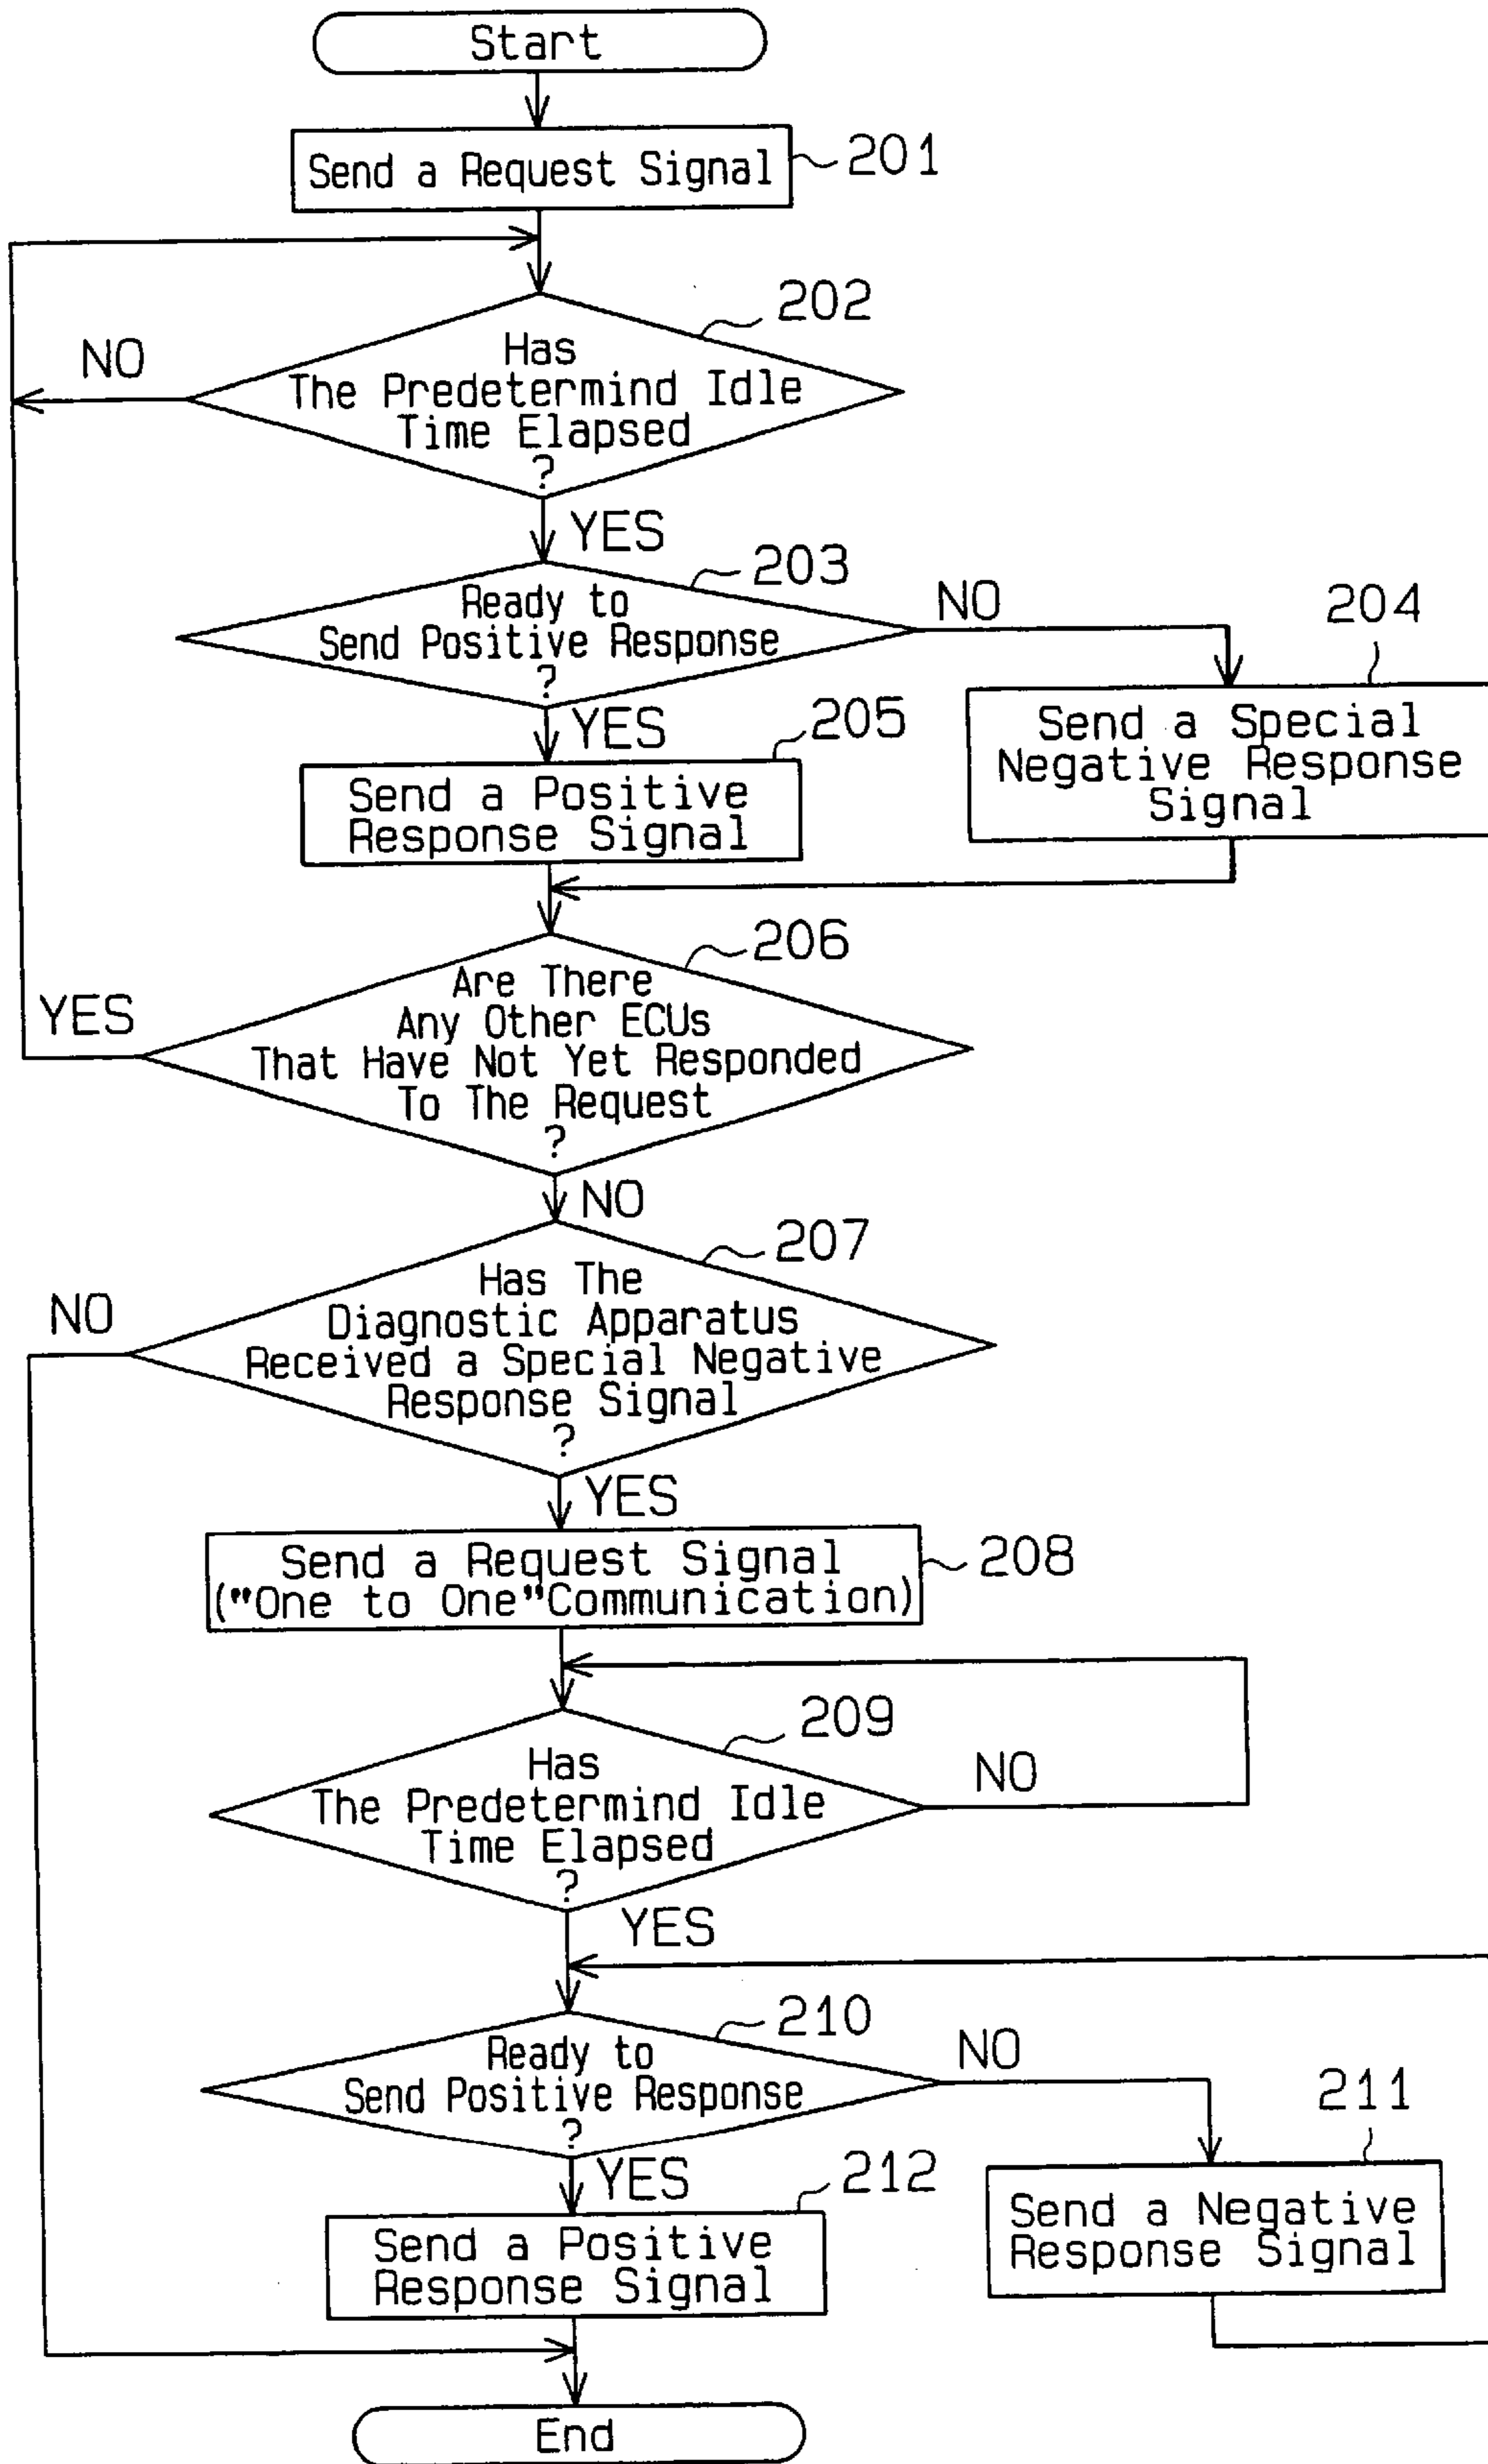 Start
Send a Request Signal
201
202
NO
Has
The Predetermind Idle
Time Elapsed
?
YES
203
Ready to
Send Positive Response
?
NO
204
Send a Special
Negative Response
Signal
YES
205
Send a Positive
Response Signal
206
YES
Are There
Any Other ECUs
That Have Not Yet Responded
To The Request
?
NO
207
NO
Has The
Diagnostic Apparatus
Received a Special Negative
Response Signal
?
YES
Send a Request Signal
("One to One"Communication)
208
209
Has
The Predetermind Idle
Time Elapsed
?
NO
YES
210
Ready to
Send Positive Response
?
NO
211
Send a Negative
Response Signal
YES
212
Send a Positive
Response Signal
End